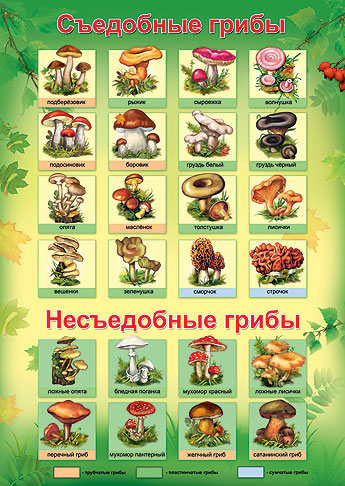 Съедобные грибы
подберёзовик рыжик сыроежка волнушка
подосиновик боровик груздь белый груздь чёрный
опята маслёнок толстушка лисички
вешенки зеленушка сморчок строчок
Несъедобные грибы
ложные опята бледная поганка мухомор красный ложные лисички
перечный гриб мухомор пантерный желчный гриб сатанинский гриб
- трубчатые грибы - пластинчатые грибы - сумчатые грибы